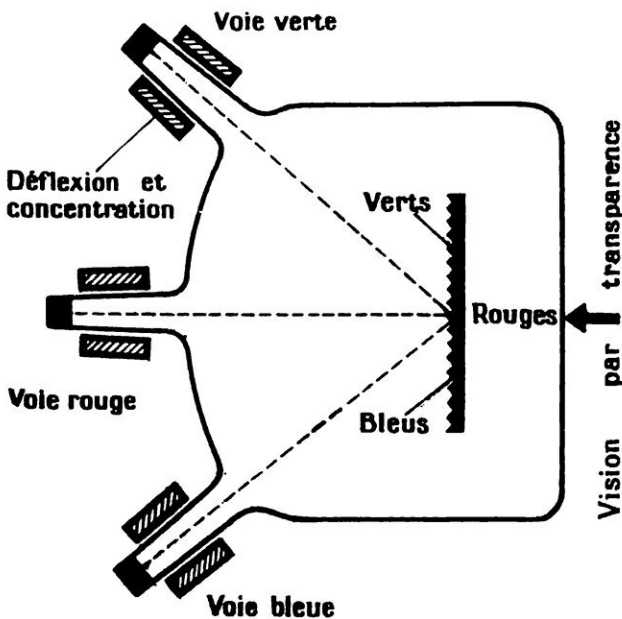 Voie verte
Déflexion et
concentration
Verts
Rouges
Voie rouge
Bleus
Voie bleue
Vision par transparence